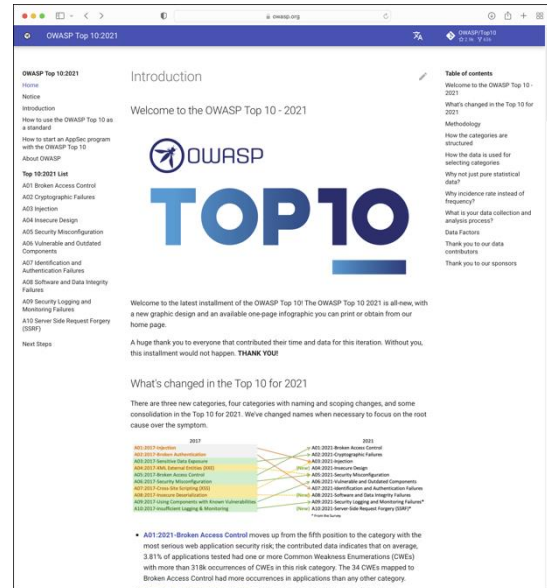 owasp.org
OWASP Top 10:2021
OWASP/Top10
OWASP Top 10:2021
Home
Notice
Introduction
How to use the OWASP Top 10 as
a standard
How to start an AppSec program
with the OWASP Top 10
About OWASP
Top 10:2021 List
A01 Broken Access Control
A02 Cryptographic Failures
A03 Injection
A04 Insecure Design
A05 Security Misconfiguration
A06 Vulnerable and Outdated
Components
A07 Identification and
Authentication Failures
A08 Software and Data Integrity
Failures
A09 Security Logging and
Monitoring Failures
A10 Server Side Request Forgery
(SSRF)
Next Steps
Introduction
Welcome to the OWASP Top 10 - 2021
OWASP
TOP10
Welcome to the latest installment of the OWASP Top 10! The OWASP Top 10 2021 is all-new, with
a new graphic design and an available one-page infographic you can print or obtain from our
home page.
A huge thank you to everyone that contributed their time and data for this iteration. Without you,
this installment would not happen. THANK YOU!
What's changed in the Top 10 for 2021
There are three new categories, four categories with naming and scoping changes, and some
consolidation in the Top 10 for 2021. We've changed names when necessary to focus on the root
cause over the symptom.
2017
A01:2017-Injection
A02:2017-Broken Authentication
A03:2017-Sensitive Data Exposure
A04:2017-XML External Entities (XXE)
A05:2017-Broken Access Control
A06:2017-Security Misconfiguration
A07:2017-Cross-Site Scripting (XSS)
A08:2017-Insecure Deserialization
A09:2017-Using Components with Known Vulnerabilities
A10:2017-Insufficient Logging & Monitoring
2021
A01:2021-Broken Access Control
A02:2021-Cryptographic Failures
A03:2021-Injection
(New) A04:2021-Insecure Design
A05:2021-Security Misconfiguration
A06:2021-Vulnerable and Outdated Components
A07:2021-Identification and Authentication Failures
(New) A08:2021-Software and Data Integrity Failures
A09:2021-Security Logging and Monitoring Failures*
(New) A10:2021-Server-Side Request Forgery (SSRF)*
* From the Survey
A01:2021-Broken Access Control moves up from the fifth position to the category with the
most serious web application security risk; the contributed data indicates that on average,
3.81% of applications tested had one or more Common Weakness Enumerations (CWEs)
with more than 318k occurrences of CWEs in this risk category. The 34 CWEs mapped to
Broken Access Control had more occurrences in applications than any other category.
Table of contents
Welcome to the OWASP Top 10 -
2021
What's changed in the Top 10 for
2021
Methodology
How the categories are
structured
How the data is used for
selecting categories
Why not just pure statistical
data?
Why incidence rate instead of
frequency?
What is your data collection and
analysis process?
Data Factors
Thank you to our data
contributors
Thank you to our sponsors